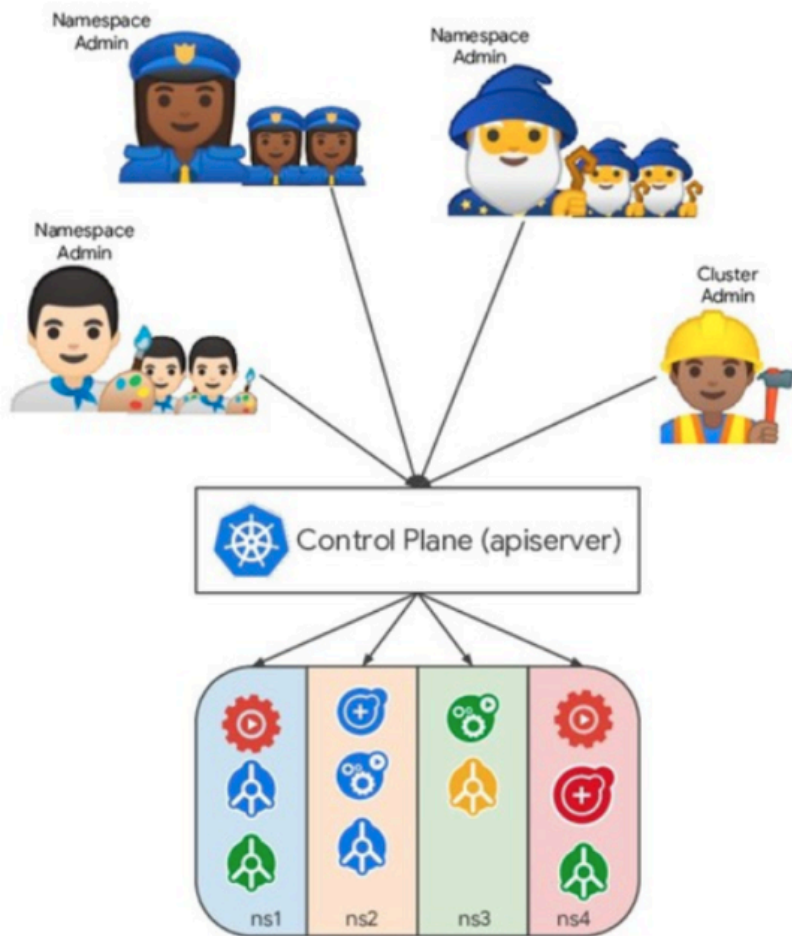 Namespace
Admin
Namespace
Admin
Namespace
Admin
Cluster
Admin
Control Plane (apiserver)
ns1
ns2
ns3
ns4